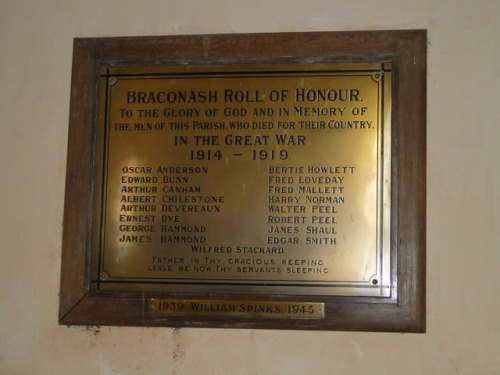 BRACONASH ROLL OF HONOUR.
TO THE GLORY OF GOD AND IN MEMORY OF
THE MEN OF THIS PARISH, WHO DIED FOR THEIR COUNTRY,
IN THE GREAT WAR
1914 – 1919.
OSCAR ANDERSON BERTIE HOWLETT
EDWARD BUNN FRED LOVEDAY
ARTHUR CANHAM FRED MALLETT
ALBERT CHILESTONE HARRY NORMAN
ARTHUR DEVEREAUX WALTER PEEL
ERNEST DYE ROBERT PEEL
GEORGE HAMMOND JAMES SHAUL
JAMES HAMMOND EDGAR SMITH
WILFRED STACKARD
FATHER IN THY GRACIOUS KEEPING
LEAVE WE NOW THY SERVANTS SLEEPING
1939 WILLIAM SPINKS. 1945